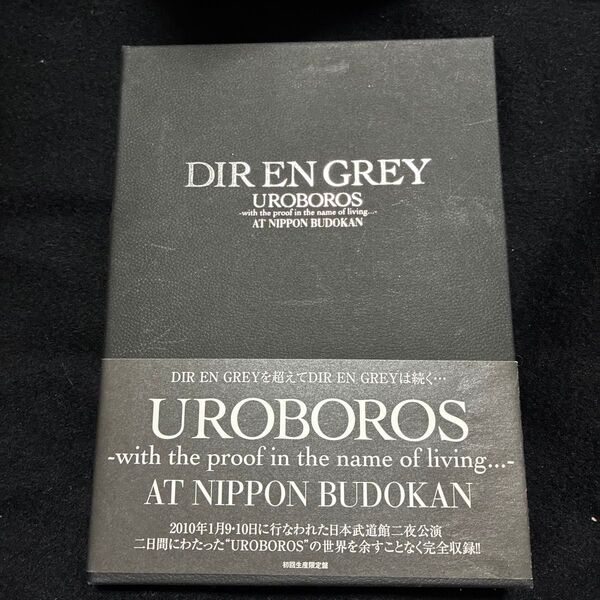 DIR EN GREY
UROBOROS
-with the proof in the name of living...-
AT NIPPON BUDOKAN
DIR EN GREYを超えてDIR EN GREYは続く…
UROBOROS
-with the proof in the name of living...-
AT NIPPON BUDOKAN
2010年1月9・10日に行なわれた日本武道館二夜公演
二日間にわたった“UROBOROS”の世界を余すことなく完全収録!!
初回生産限定盤